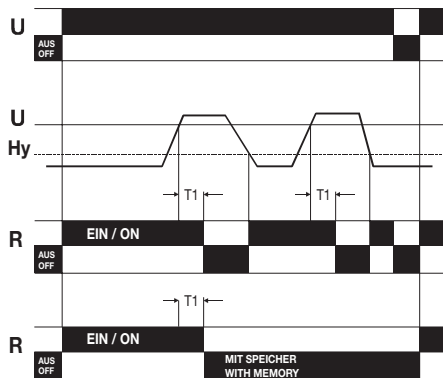 U
AUS
OFF
U
Hy
T1
T1
R
EIN / ON
AUS
OFF
T1
R
EIN / ON
AUS
OFF
MIT SPEICHER
WITH MEMORY